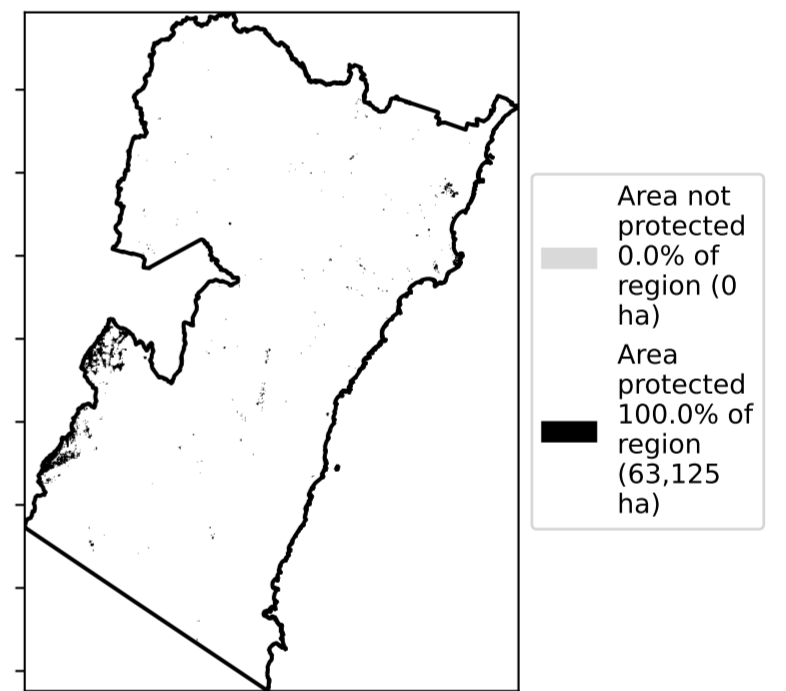 Area not
protected
0.0% of
region (0
ha)
Area
protected
100.0% of
region
(63,125
ha)